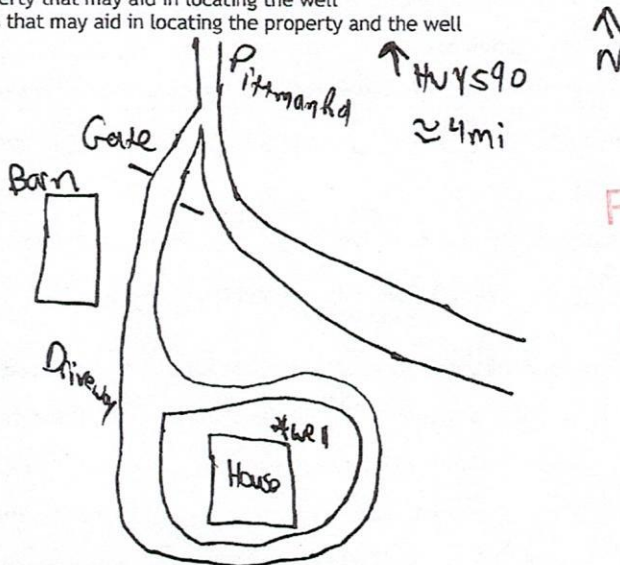 that may aid in locating the property and the well
Pittman Rd
↑ HWY 590
≈ 4mi
N
Gate
Barn
Driveway
*Well
House